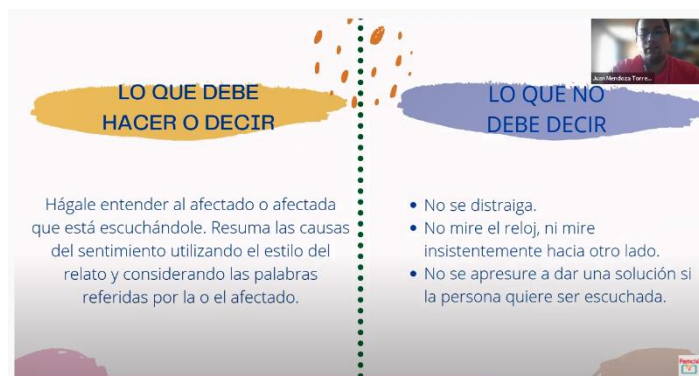 LO QUE DEBE
HACER O DECIR
Hágale entender al afectado o afectada
que está escuchándole. Resuma las causas
del sentimiento utilizando el estilo del
relato y considerando las palabras
referidas por la o el afectado.
LO QUE NO
DEBE DECIR
• No se distraiga.
• No mire el reloj, ni mire
insistentemente hacia otro lado.
• No se apresure a dar una solución si
la persona quiere ser escuchada.
Juan Mendoza Torre...